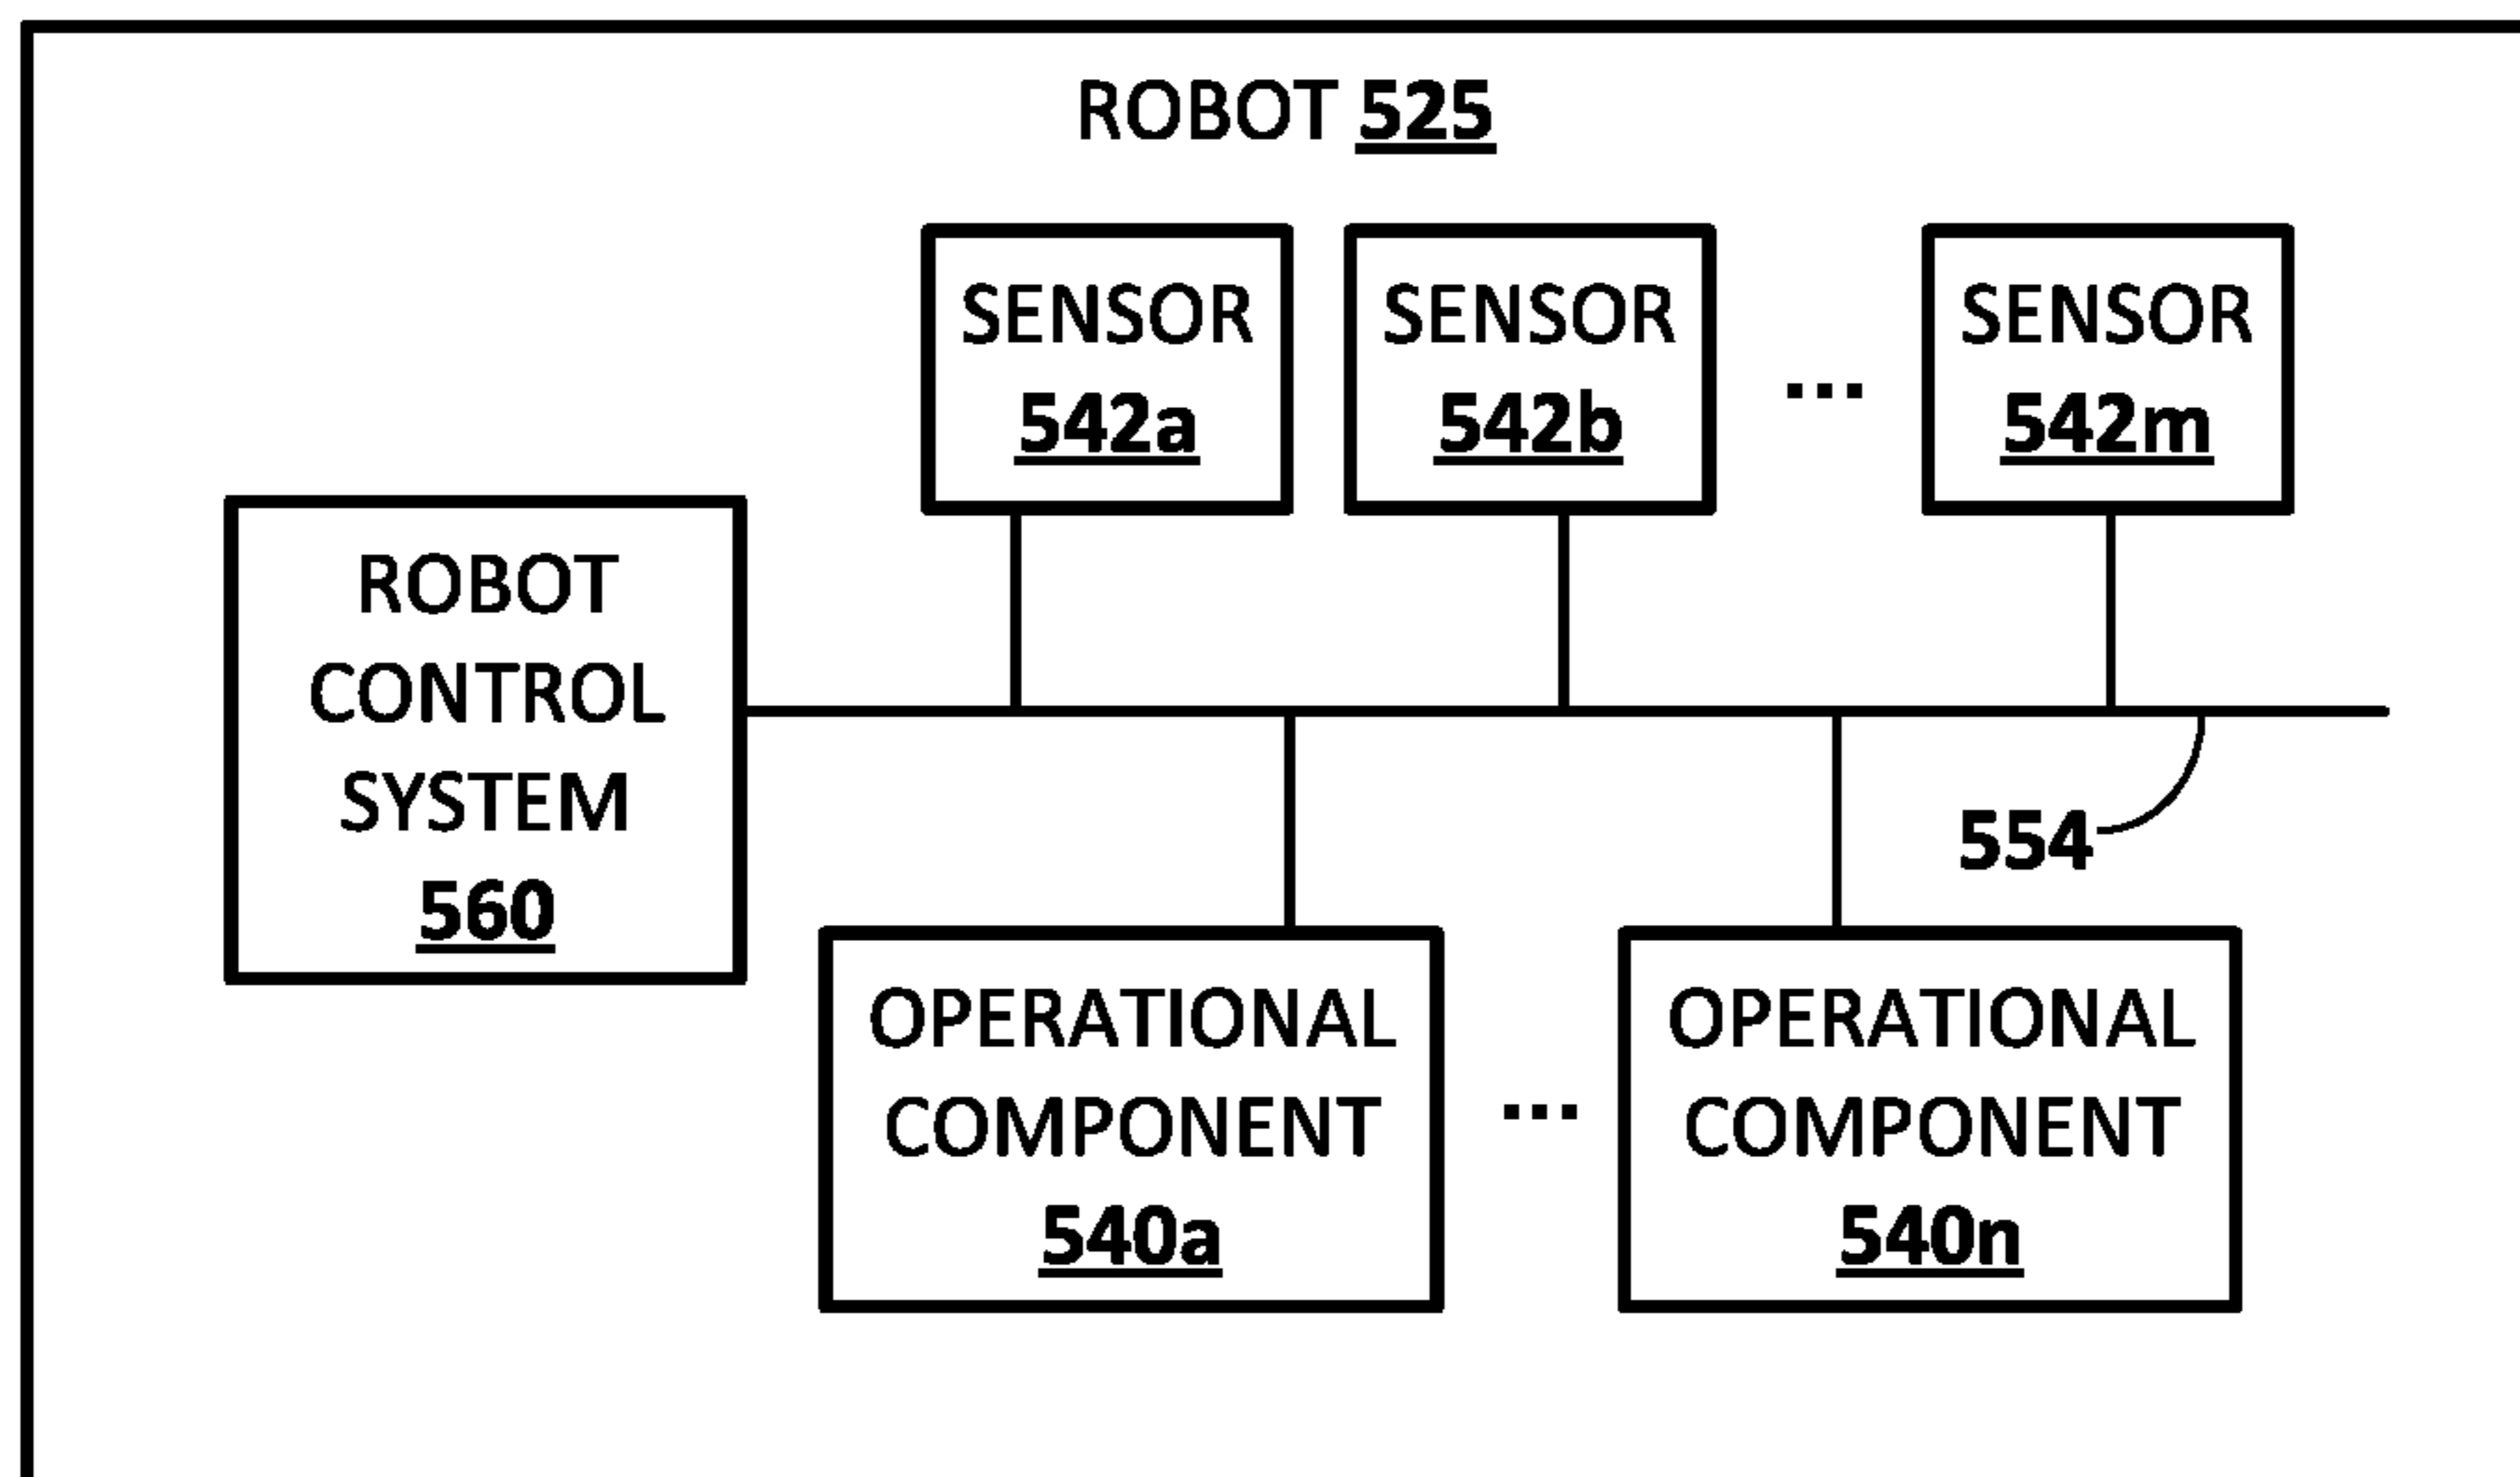 ROBOT 525
SENSOR
542a
SENSOR
542b
...
SENSOR
542m
ROBOT
CONTROL
SYSTEM
560
554
OPERATIONAL
COMPONENT
540a
...
OPERATIONAL
COMPONENT
540n